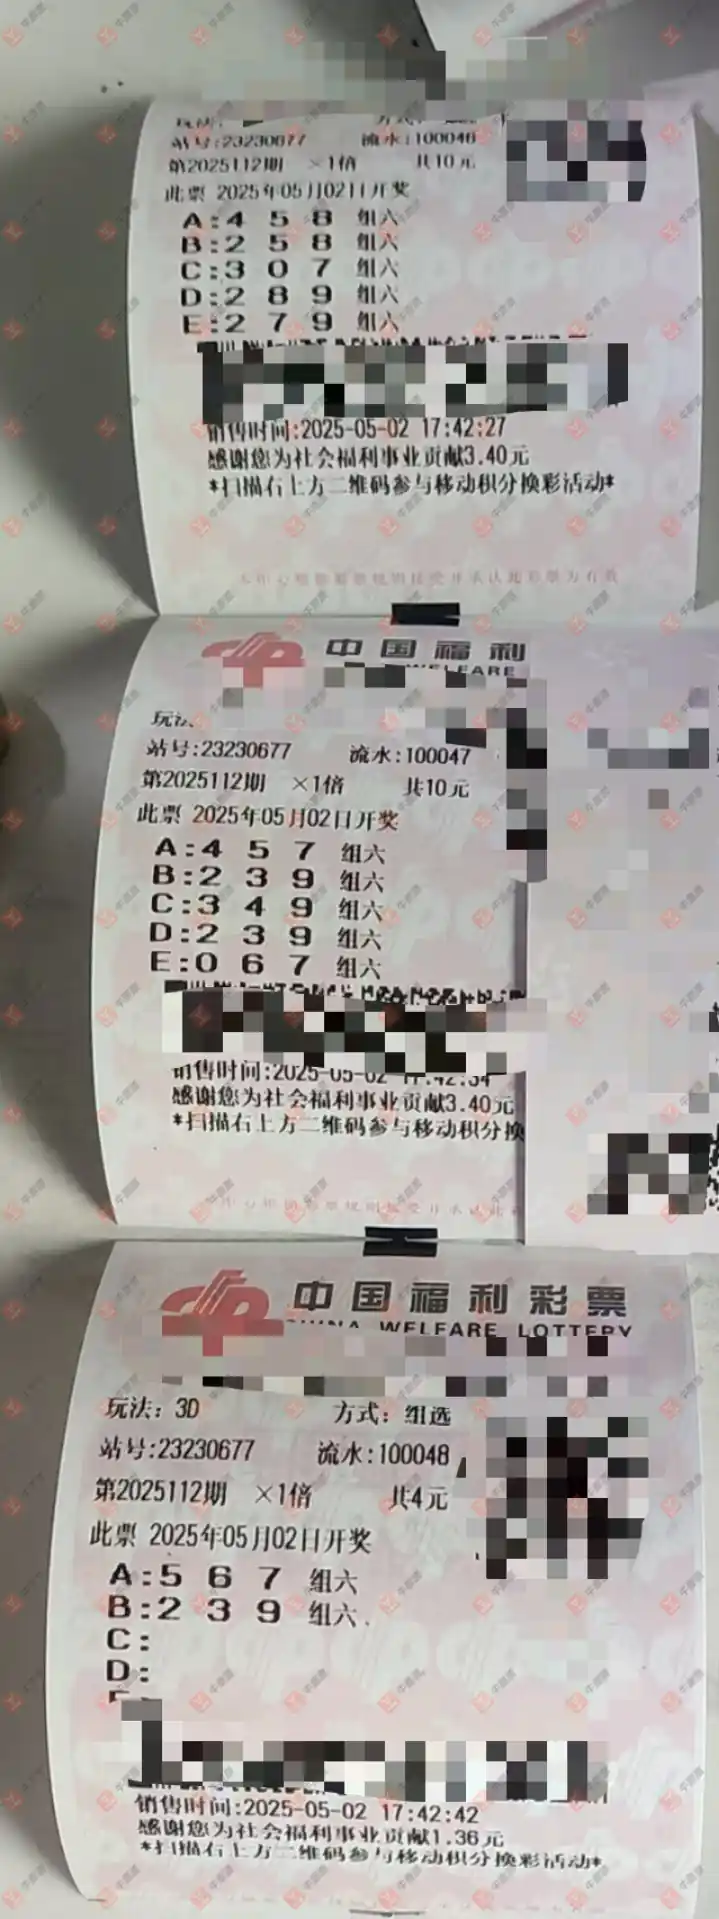 站号:23230677 流水:100046
第2025112期 ×1倍 共10元
此票 2025年05月02日开奖
A:4 5 8 组六
B:2 5 8 组六
C:3 0 7 组六
D:2 8 9 组六
E:2 7 9 组六
销售时间:2025-05-02 17:42:27
感谢您为社会福利事业贡献3.40元
*扫描右上方二维码参与移动积分换彩活动*
中国福利
WELFARE
玩法
站号:23230677 流水:100047
第2025112期 ×1倍 共10元
此票 2025年05月02日开奖
A:4 5 7 组六
B:2 3 9 组六
C:3 4 9 组六
D:2 3 9 组六
E:0 6 7 组六
销售时间:2025-05-02 17:42:34
感谢您为社会福利事业贡献3.40元
*扫描右上方二维码参与移动积分换
中国福利彩票
CHINA WELFARE LOTTERY
玩法: 3D 方式: 组选
站号:23230677 流水:100048
第2025112期 ×1倍 共4元
此票 2025年05月02日开奖
A:5 6 7 组六
B:2 3 9 组六
C:
D:
E:
销售时间:2025-05-02 17:42:42
感谢您为社会福利事业贡献1.36元
*扫描右上方二维码参与移动积分换彩活动*